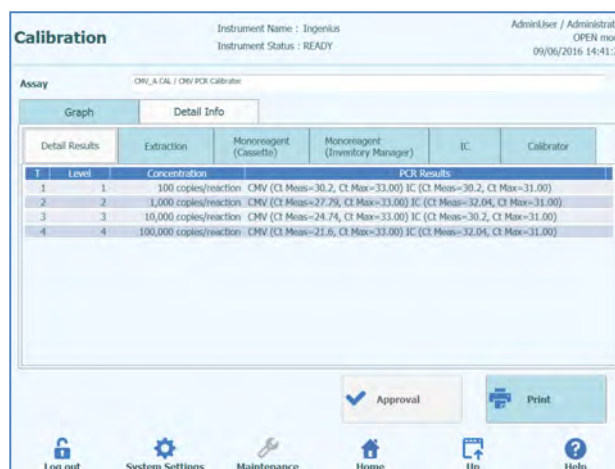 Calibration
Instrument Name : Ingenius
Instrument Status : READY
AdminUser / Administrat
OPEN mo
09/06/2016 14:41:
Assay
CMV_A CAL / CMV PCR Calibrator
Graph
Detail Info
Detail Results
Extraction
Monoreagent
(Cassette)
Monoreagent
(Inventory Manager)
IC
Calibrator
T Level Concentration PCR Results
1 1 100 copies/reaction CMV (Ct Meas=30.2, Ct Max=33.00) IC (Ct Meas=30.2, Ct Max=31.00)
2 2 1,000 copies/reaction CMV (Ct Meas=27.79, Ct Max=33.00) IC (Ct Meas=32.04, Ct Max=31.00)
3 3 10,000 copies/reaction CMV (Ct Meas=24.74, Ct Max=33.00) IC (Ct Meas=30.2, Ct Max=31.00)
4 4 100,000 copies/reaction CMV (Ct Meas=21.6, Ct Max=33.00) IC (Ct Meas=32.04, Ct Max=31.00)
Approval
Print
Log out
System Settings
Maintenance
Home
Up
Help